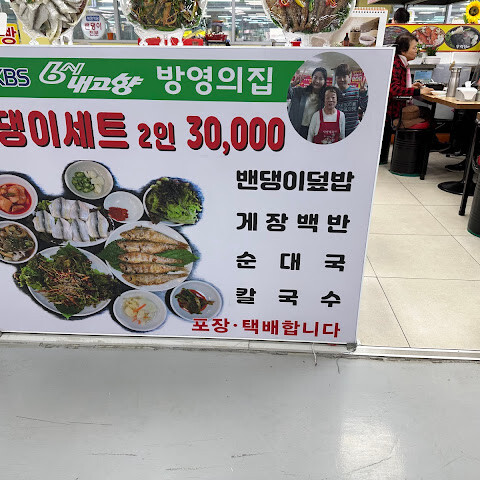 KBS 6시 내고향 방영의집
댕이세트 2인 30,000
밴댕이덮밥
게장백반
순대국
칼국수
포장·택배합니다